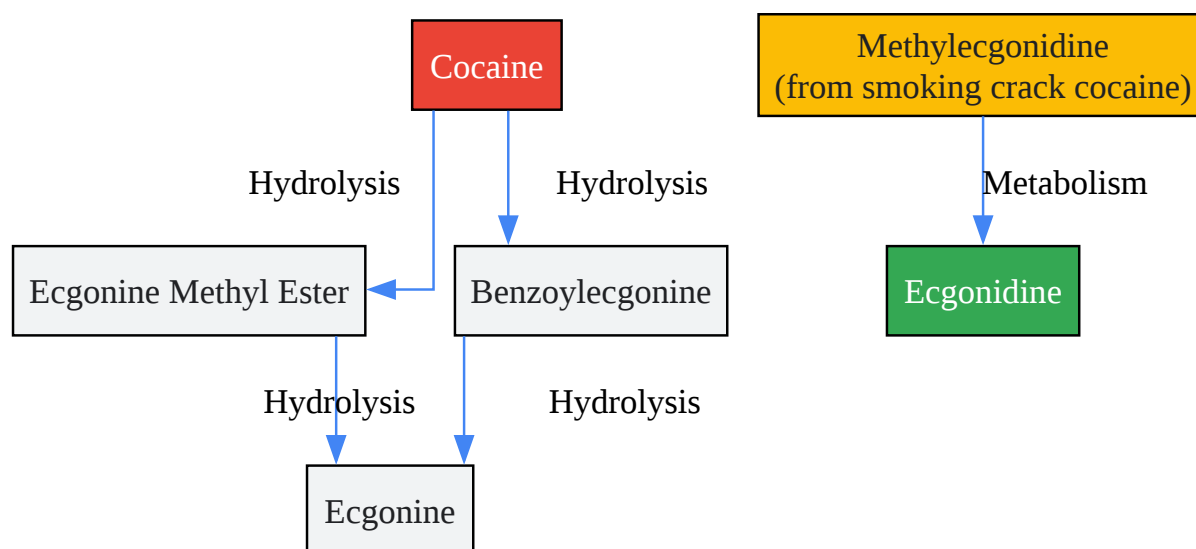 Cocaine
Methylecgonidine
(from smoking crack cocaine)
Hydrolysis
Hydrolysis
Metabolism
Ecgonine Methyl Ester
Benzoylecgonine
Ecgonidine
Hydrolysis
Hydrolysis
Ecgonine